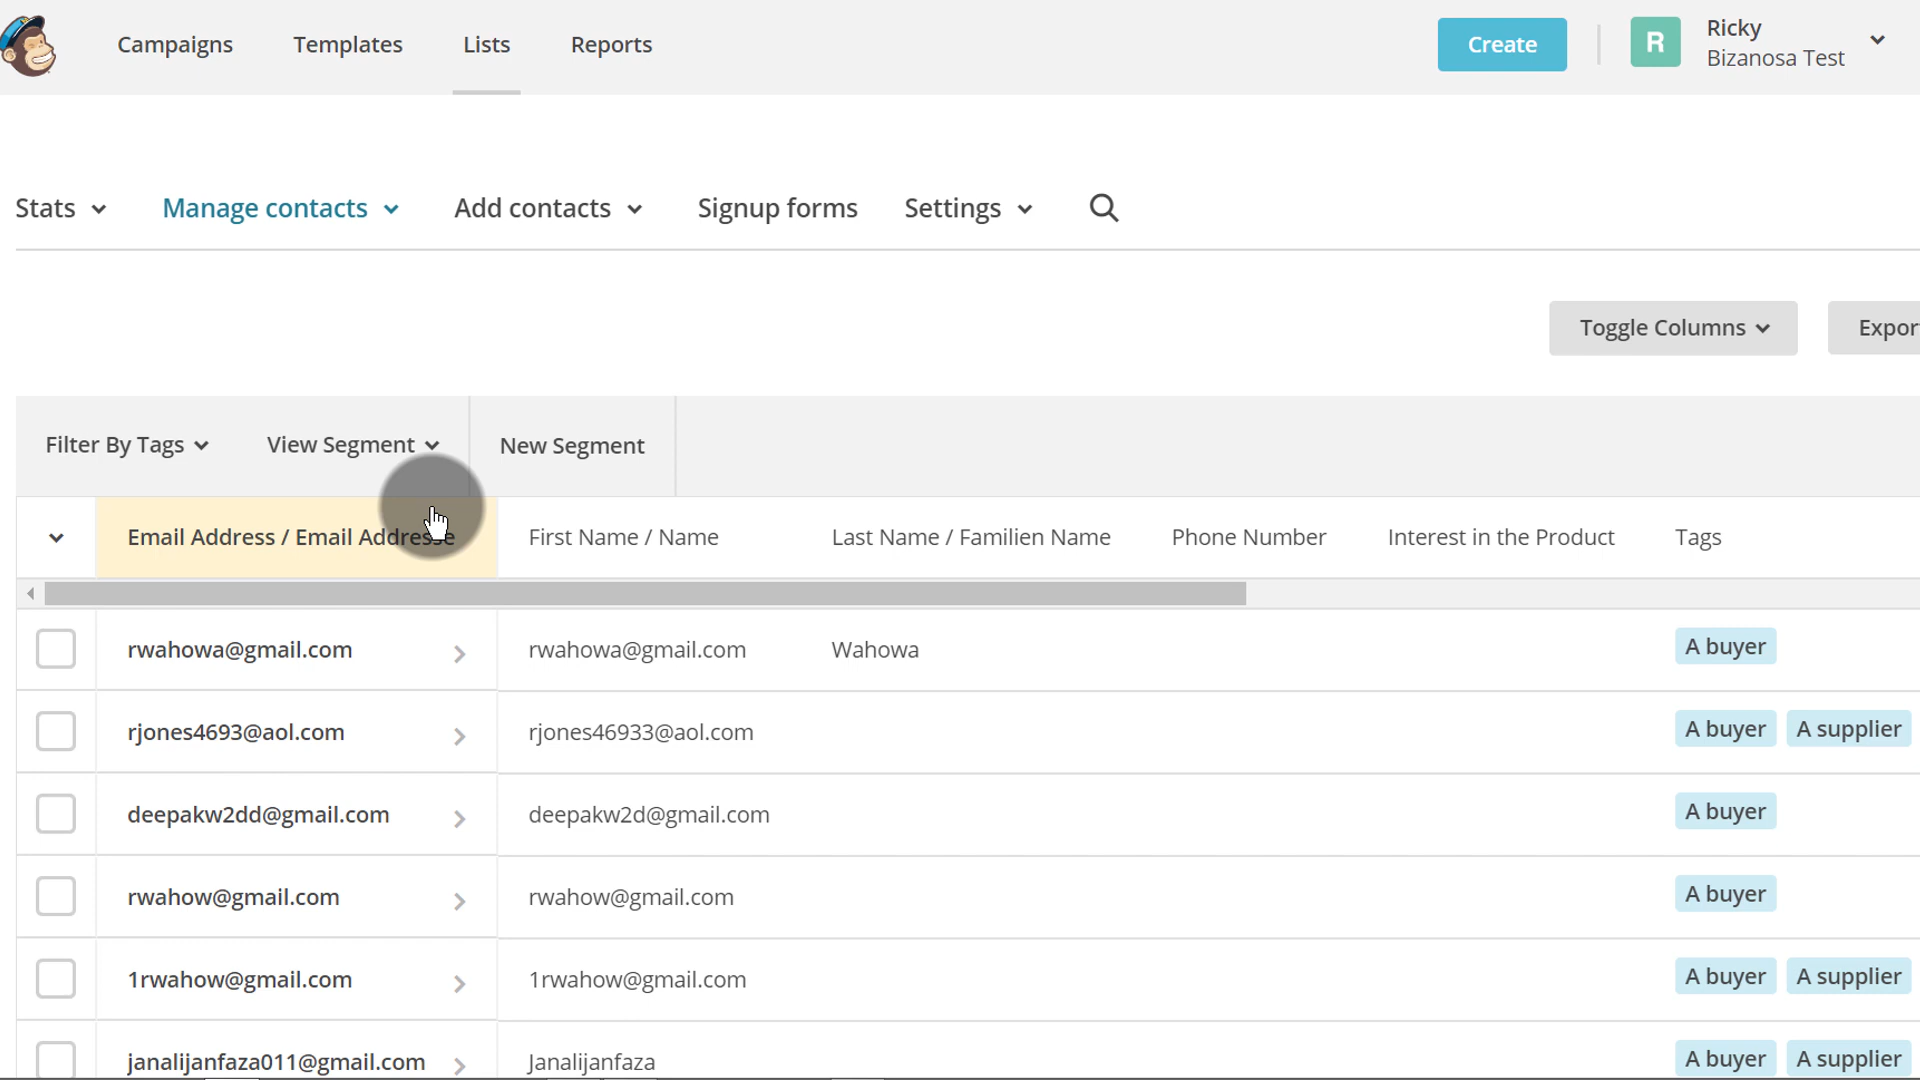 Campaigns Templates Lists Reports Create R Ricky
Bizanosa Test
Stats Manage contacts Add contacts Signup forms Settings
Toggle Columns Expor
Filter By Tags View Segment New Segment
Email Address / Email Addresse First Name / Name Last Name / Familien Name Phone Number Interest in the Product Tags
rwahowa@gmail.com rwahowa@gmail.com Wahowa A buyer
rjones4693@aol.com rjones46933@aol.com A buyer A supplier
deepakw2dd@gmail.com deepakw2d@gmail.com A buyer
rwahow@gmail.com rwahow@gmail.com A buyer
1rwahow@gmail.com 1rwahow@gmail.com A buyer A supplier
janalijanfaza011@gmail.com Janalijanfaza A buyer A supplier